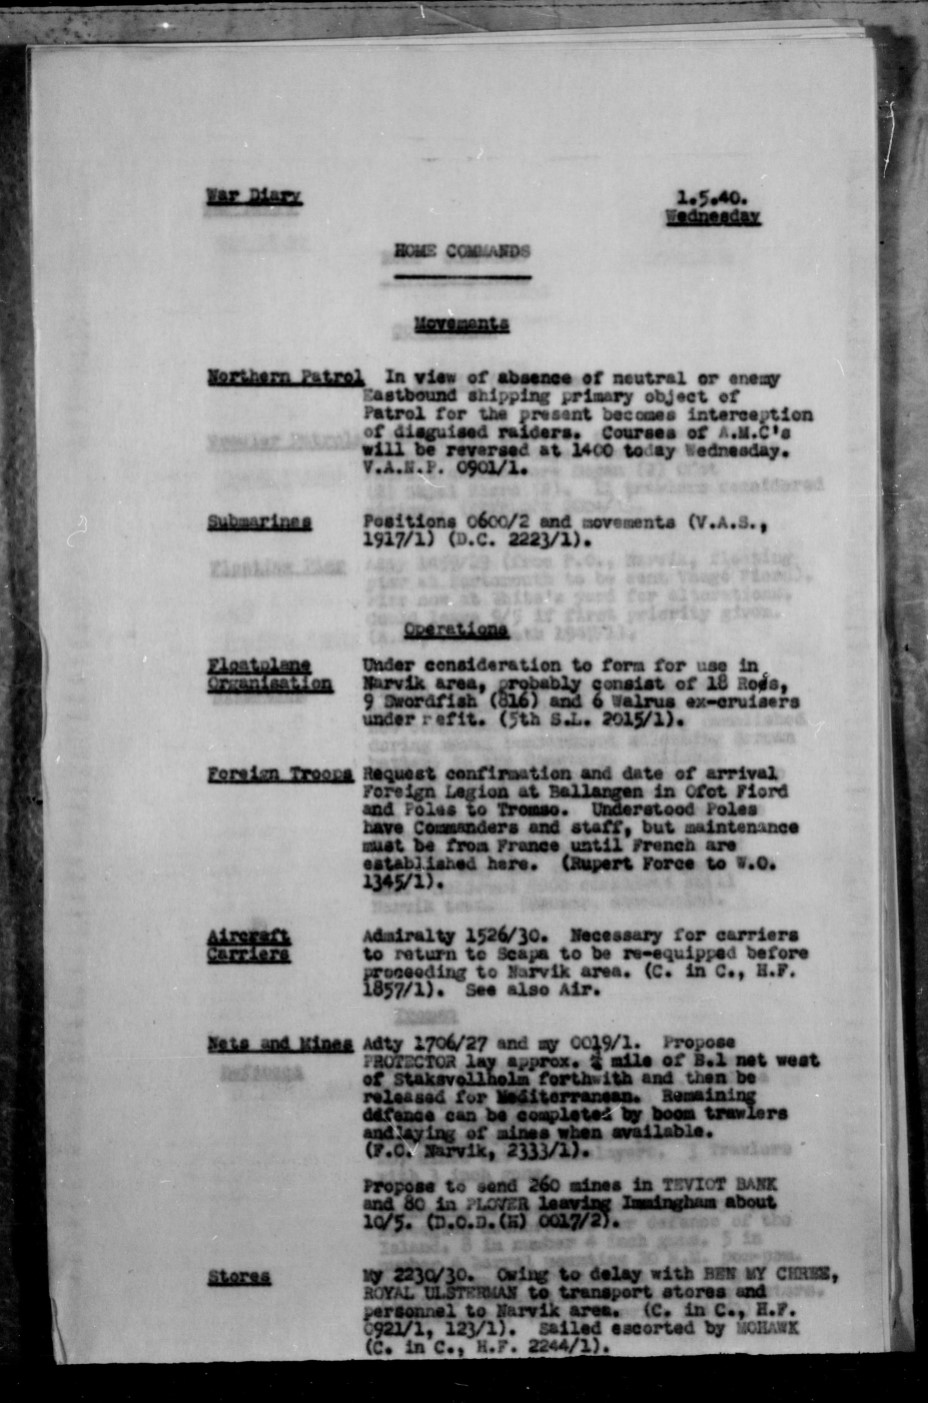 War Diary 1.5.40.
Wednesday
HOME COMMANDS
Movements
Northern Patrol In view of absence of neutral or enemy
Eastbound shipping primary object of
Patrol for the present becomes interception
of disguised raiders. Courses of A.M.C's
will be reversed at 1400 today Wednesday.
V.A.N.P. 0901/1.
Submarines Positions 0600/2 and movements (V.A.S.,
1917/1) (D.C. 2223/1).
Operations
Floatplane Under consideration to form for use in
Organisation Narvik area, probably consist of 18 Rocs,
9 Swordfish (816) and 6 Walrus ex-cruisers
under refit. (5th S.L. 2015/1).
Foreign Troops Request confirmation and date of arrival
Foreign Legion at Ballangen in Ofot Fiord
and Poles to Tromso. Understood Poles
have Commanders and staff, but maintenance
must be from France until French are
established here. (Rupert Force to W.O.
1345/1).
Aircraft Admiralty 1526/30. Necessary for carriers
Carriers to return to Scapa to be re-equipped before
proceeding to Narvik area. (C. in C., H.F.
1857/1). See also Air.
Nets and Mines Adty 1706/27 and my 0019/1. Propose
PROTECTOR lay approx. mile of B.1 net west
of Staksvollholm forthwith and then be
released for Mediterranean. Remaining
défence can be completed by boom trawlers
andlaying of mines when available.
(F.O. Narvik, 2333/1).
Propose to send 260 mines in TEVIOT BANK
and 80 in PLOVER leaving Immingham about
10/5. (D.O.D.(H) 0017/2).
Stores My 2230/30. Owing to delay with BEN MY CHREE,
ROYAL ULSTERMAN to transport stores and
personnel to Narvik area. (C. in C., H.F.
0921/1, 123/1). Sailed escorted by MOHAWK
(C. in C., H.F. 2244/1).